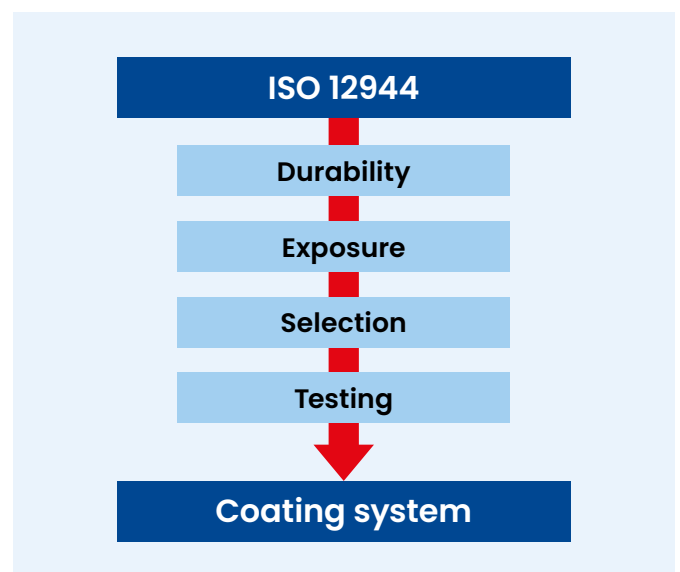 ISO 12944
Durability
Exposure
Selection
Testing
Coating system